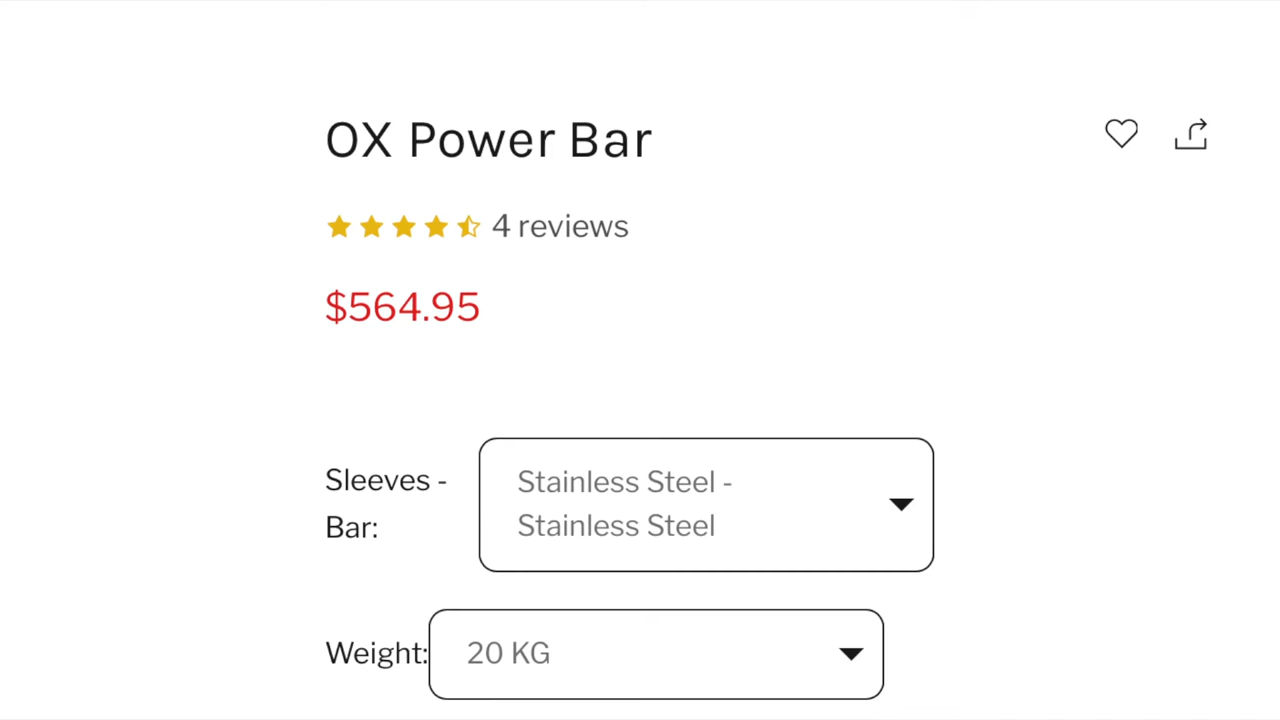 OX Power Bar
4 reviews
$564.95
Sleeves -
Bar:
Stainless Steel -
Stainless Steel
Weight:
20 KG